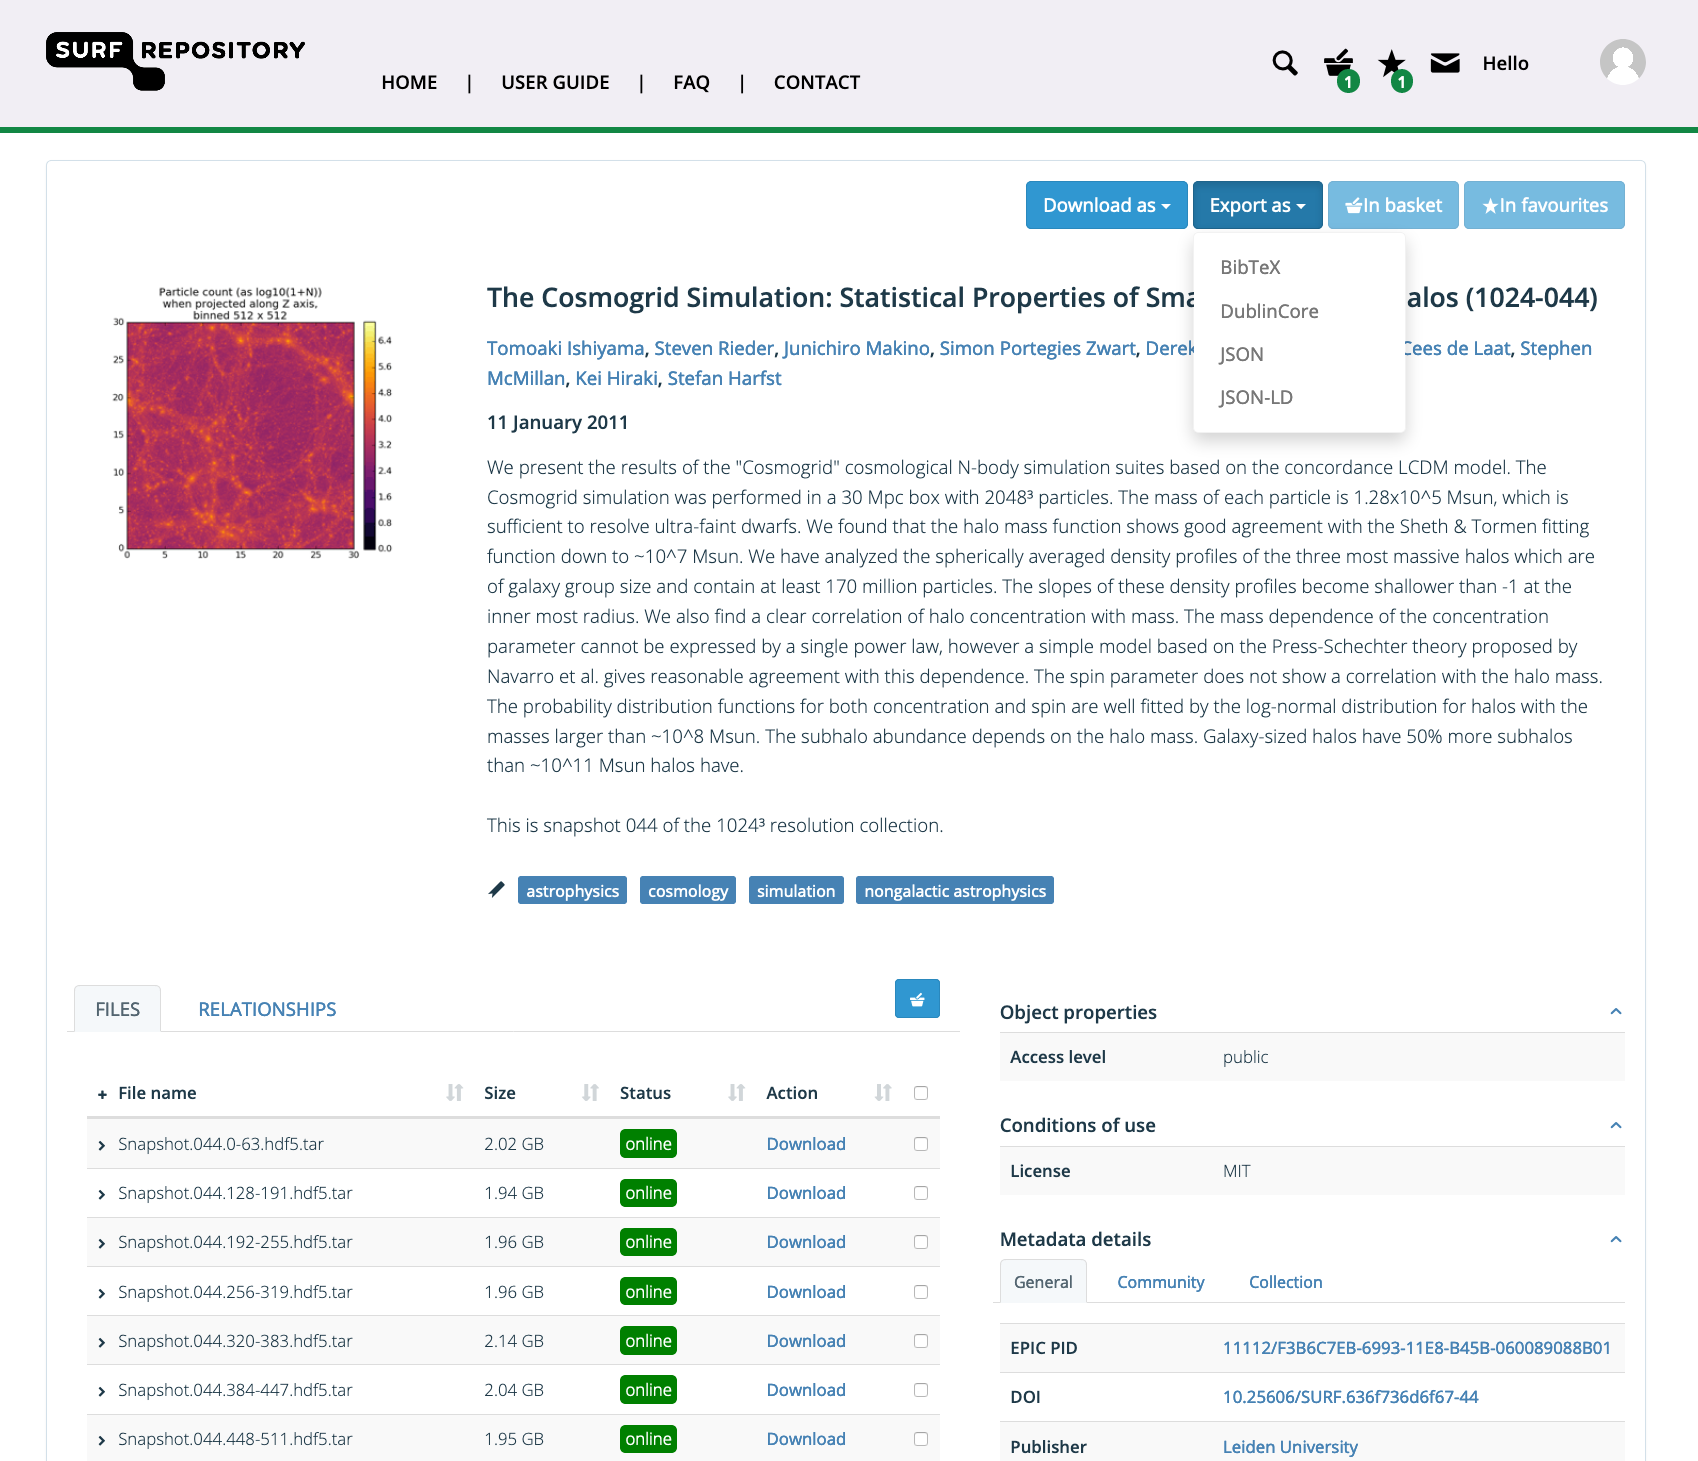 SURF REPOSITORY
HOME | USER GUIDE | FAQ | CONTACT
1
1
Hello
Download as
Export as
In basket
In favourites
BibTeX
DublinCore
JSON
JSON-LD
Particle count (as log10(1+N))
when projected along Z axis,
binned 512 x 512
30
25
20
15
10
5
0
0 5 10 15 20 25 30
6.4
5.6
4.8
4.0
3.2
2.4
1.6
0.8
0.0
The Cosmogrid Simulation: Statistical Properties of Sma alos (1024-044)
Tomoaki Ishiyama, Steven Rieder, Junichiro Makino, Simon Portegies Zwart, Derek Cees de Laat, Stephen
McMillan, Kei Hiraki, Stefan Harfst
11 January 2011
We present the results of the "Cosmogrid" cosmological N-body simulation suites based on the concordance LCDM model. The
Cosmogrid simulation was performed in a 30 Mpc box with 2048³ particles. The mass of each particle is 1.28x10^5 Msun, which is
sufficient to resolve ultra-faint dwarfs. We found that the halo mass function shows good agreement with the Sheth & Tormen fitting
function down to ~10^7 Msun. We have analyzed the spherically averaged density profiles of the three most massive halos which are
of galaxy group size and contain at least 170 million particles. The slopes of these density profiles become shallower than -1 at the
inner most radius. We also find a clear correlation of halo concentration with mass. The mass dependence of the concentration
parameter cannot be expressed by a single power law, however a simple model based on the Press-Schechter theory proposed by
Navarro et al. gives reasonable agreement with this dependence. The spin parameter does not show a correlation with the halo mass.
The probability distribution functions for both concentration and spin are well fitted by the log-normal distribution for halos with the
masses larger than ~10^8 Msun. The subhalo abundance depends on the halo mass. Galaxy-sized halos have 50% more subhalos
than ~10^11 Msun halos have.
This is snapshot 044 of the 1024³ resolution collection.
astrophysics cosmology simulation nongalactic astrophysics
FILES RELATIONSHIPS
+ File name Size Status Action
Snapshot.044.0-63.hdf5.tar 2.02 GB online Download
Snapshot.044.128-191.hdf5.tar 1.94 GB online Download
Snapshot.044.192-255.hdf5.tar 1.96 GB online Download
Snapshot.044.256-319.hdf5.tar 1.96 GB online Download
Snapshot.044.320-383.hdf5.tar 2.14 GB online Download
Snapshot.044.384-447.hdf5.tar 2.04 GB online Download
Snapshot.044.448-511.hdf5.tar 1.95 GB online Download
Object properties
Access level public
Conditions of use
License MIT
Metadata details
General Community Collection
EPIC PID 11112/F3B6C7EB-6993-11E8-B45B-060089088B01
DOI 10.25606/SURF.636f736d6f67-44
Publisher Leiden University